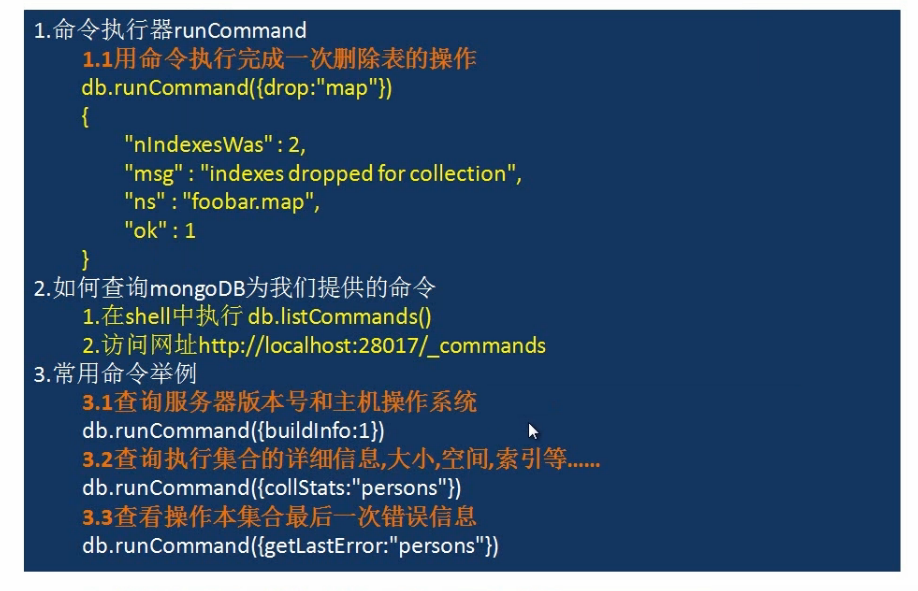 1.命令执行器runCommand
1.1用命令执行完成一次删除表的操作
db.runCommand({drop:"map"})
{
"nIndexesWas" : 2,
"msg" : "indexes dropped for collection",
"ns" : "foobar.map",
"ok" : 1
}
2.如何查询mongoDB为我们提供的命令
1.在shell中执行 db.listCommands()
2.访问网址http://localhost:28017/_commands
3.常用命令举例
3.1查询服务器版本号和主机操作系统
db.runCommand({buildInfo:1})
3.2查询执行集合的详细信息,大小,空间,索引等......
db.runCommand({collStats:"persons"})
3.3查看操作本集合最后一次错误信息
db.runCommand({getLastError:"persons"})